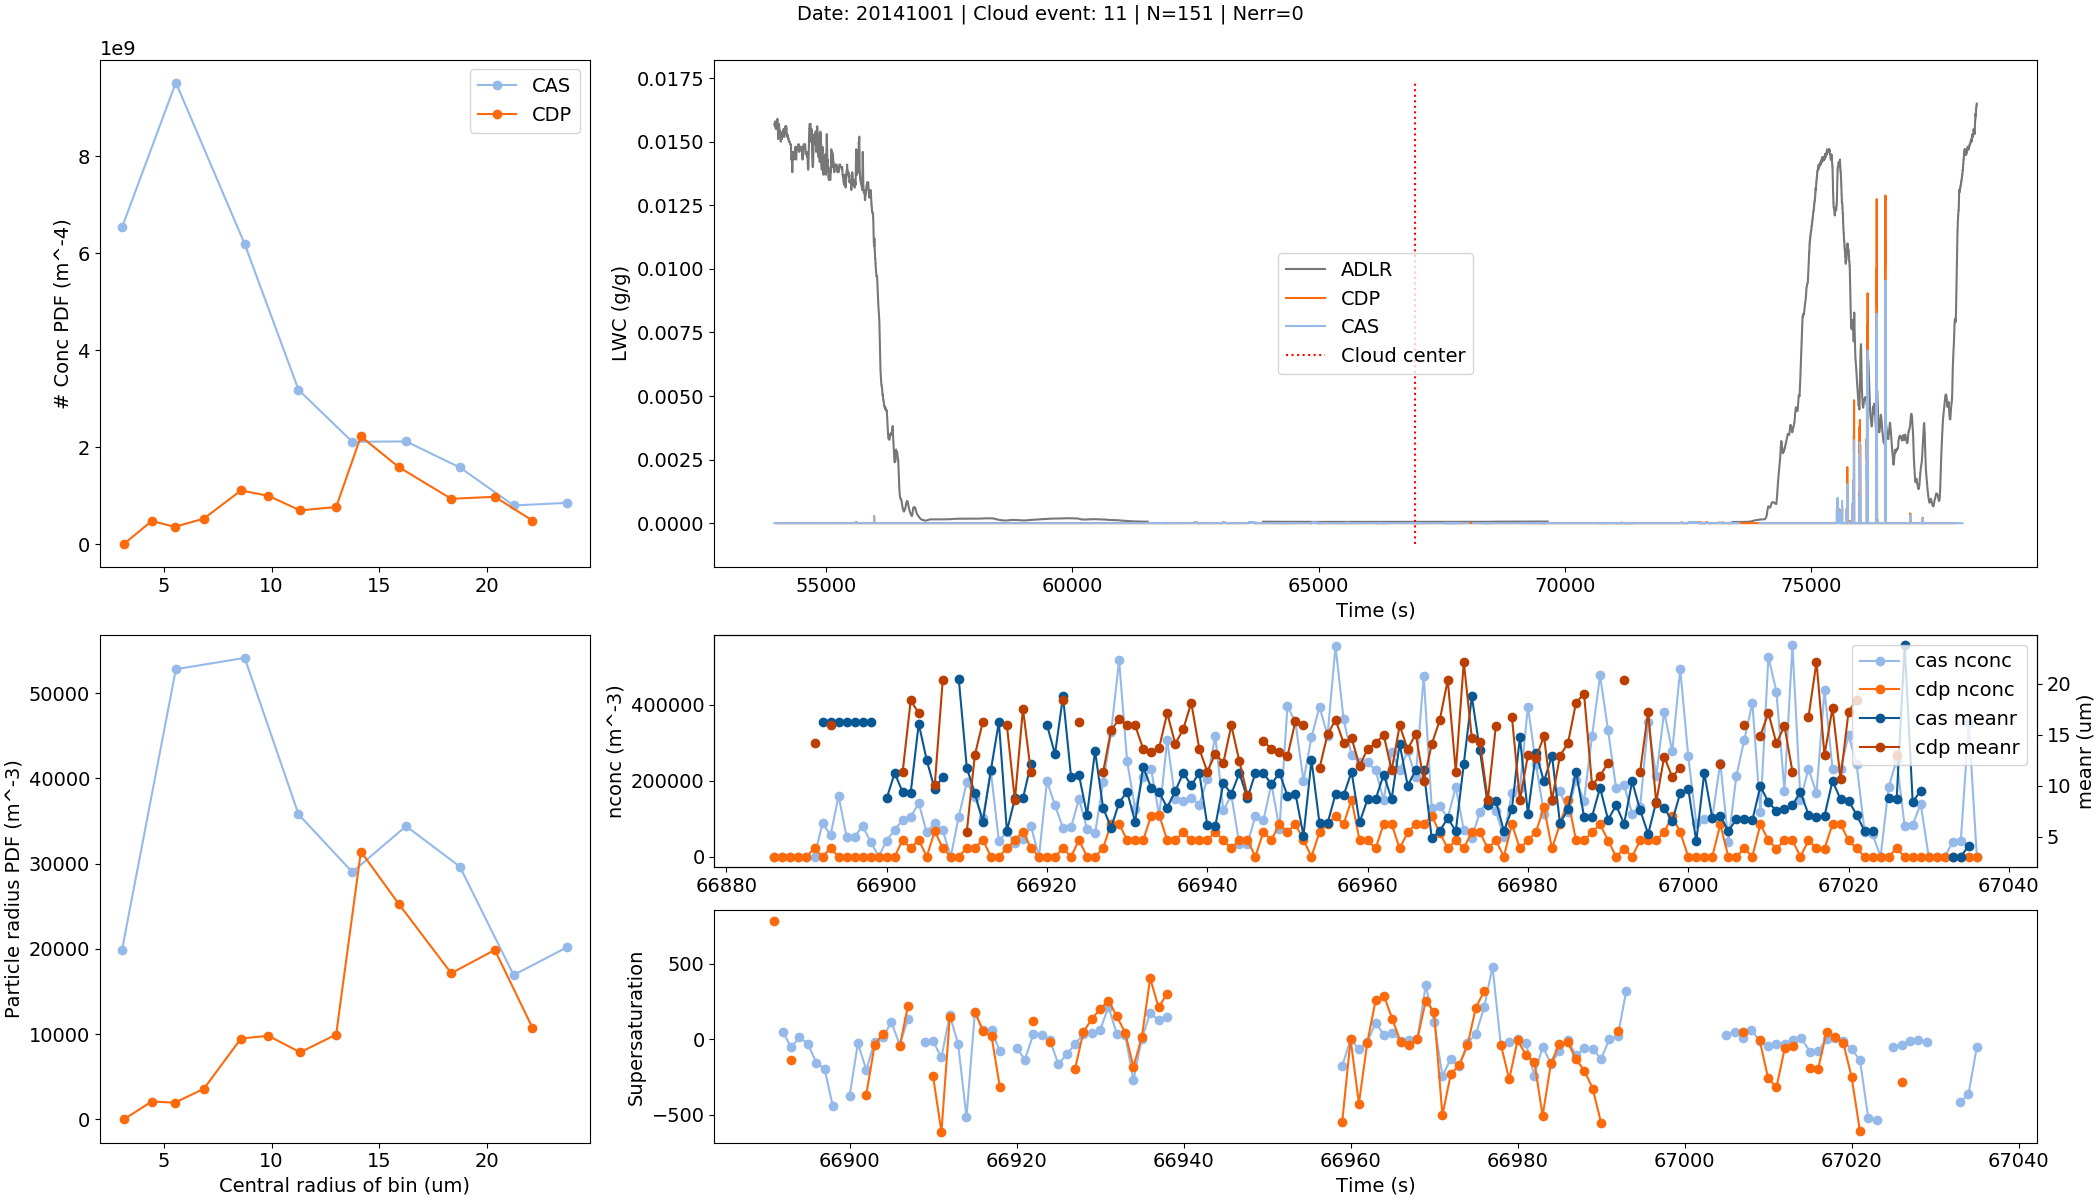 Date: 20141001 | Cloud event: 11 | N=151 | Nerr=0
1e9
# Conc PDF (m^-4)
8
6
4
2
0
5 10 15 20
CAS
CDP
LWC (g/g)
0.0175
0.0150
0.0125
0.0100
0.0075
0.0050
0.0025
0.0000
55000 60000 65000 70000 75000
Time (s)
ADLR
CDP
CAS
Cloud center
Particle radius PDF (m^-3)
50000
40000
30000
20000
10000
0
5 10 15 20
Central radius of bin (um)
nconc (m^-3)
400000
200000
0
66880 66900 66920 66940 66960 66980 67000 67020 67040
20
15
10
5
meanr (um)
cas nconc
cdp nconc
cas meanr
cdp meanr
Supersaturation
500
0
−500
66900 66920 66940 66960 66980 67000 67020 67040
Time (s)